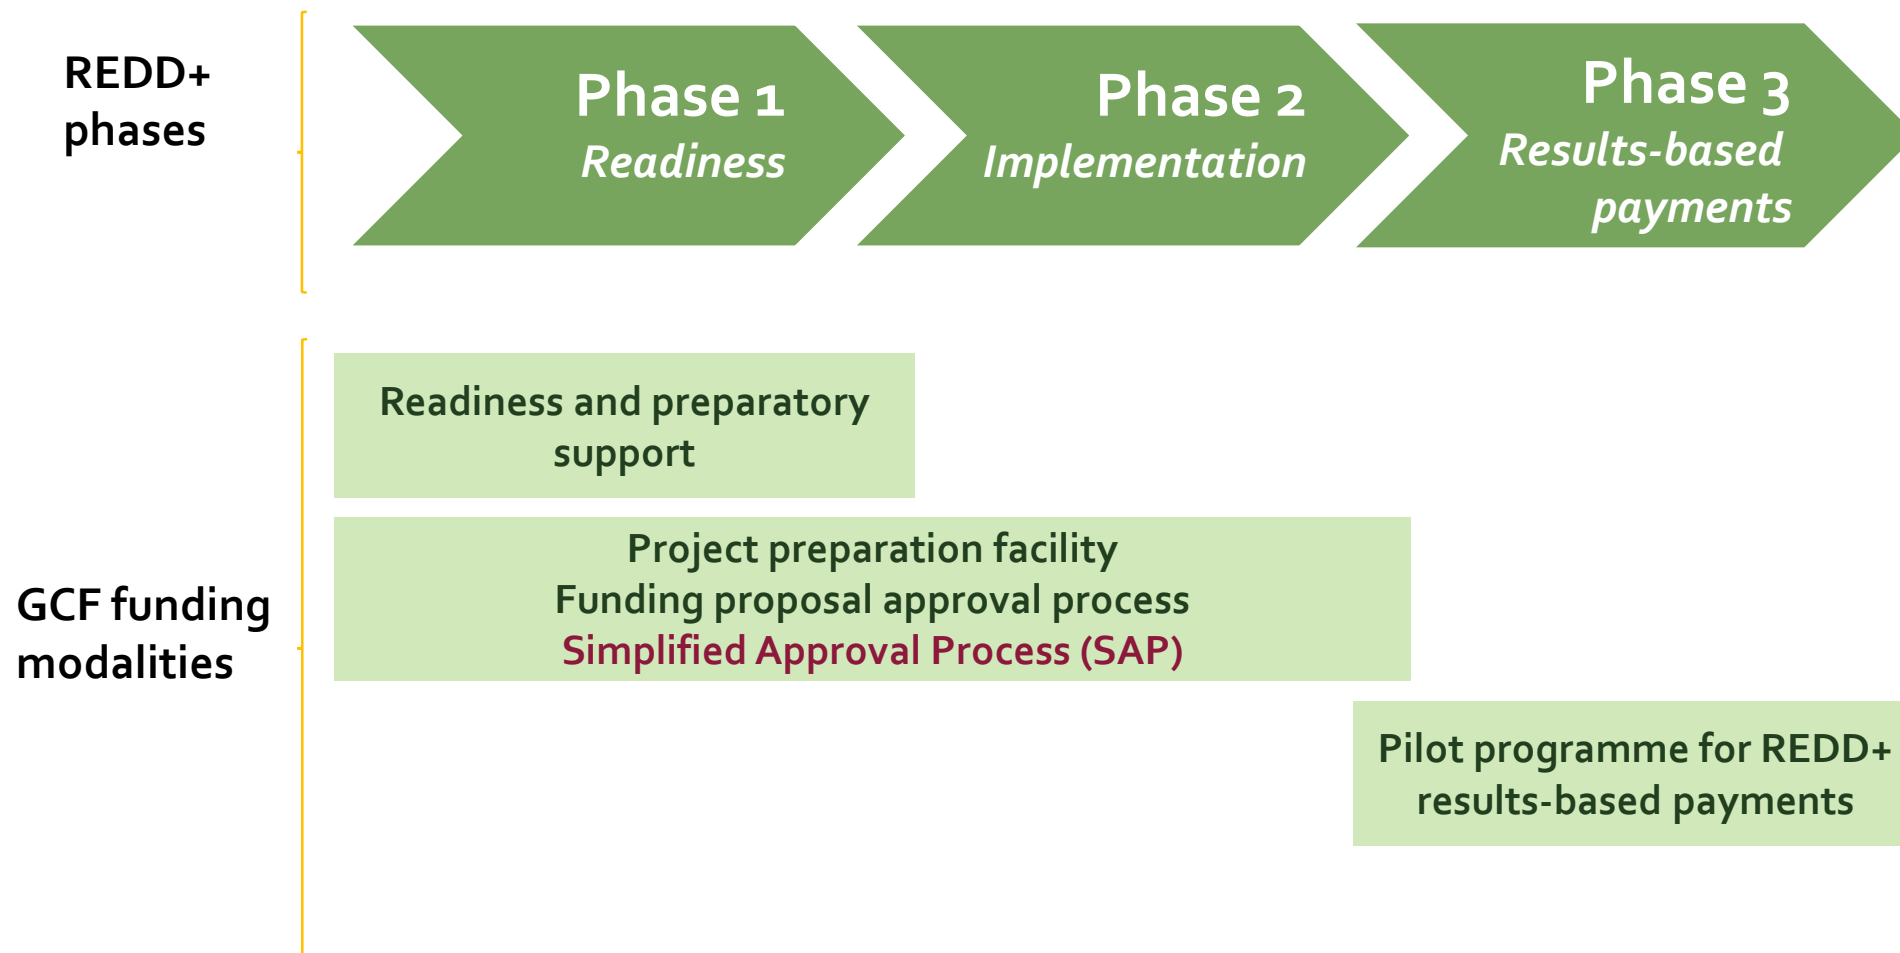 REDD+
phases
Phase 1
Readiness
Phase 2
Implementation
Phase 3
Results-based
payments
GCF funding
modalities
Readiness and preparatory
support
Project preparation facility
Funding proposal approval process
Simplified Approval Process (SAP)
Pilot programme for REDD+
results-based payments